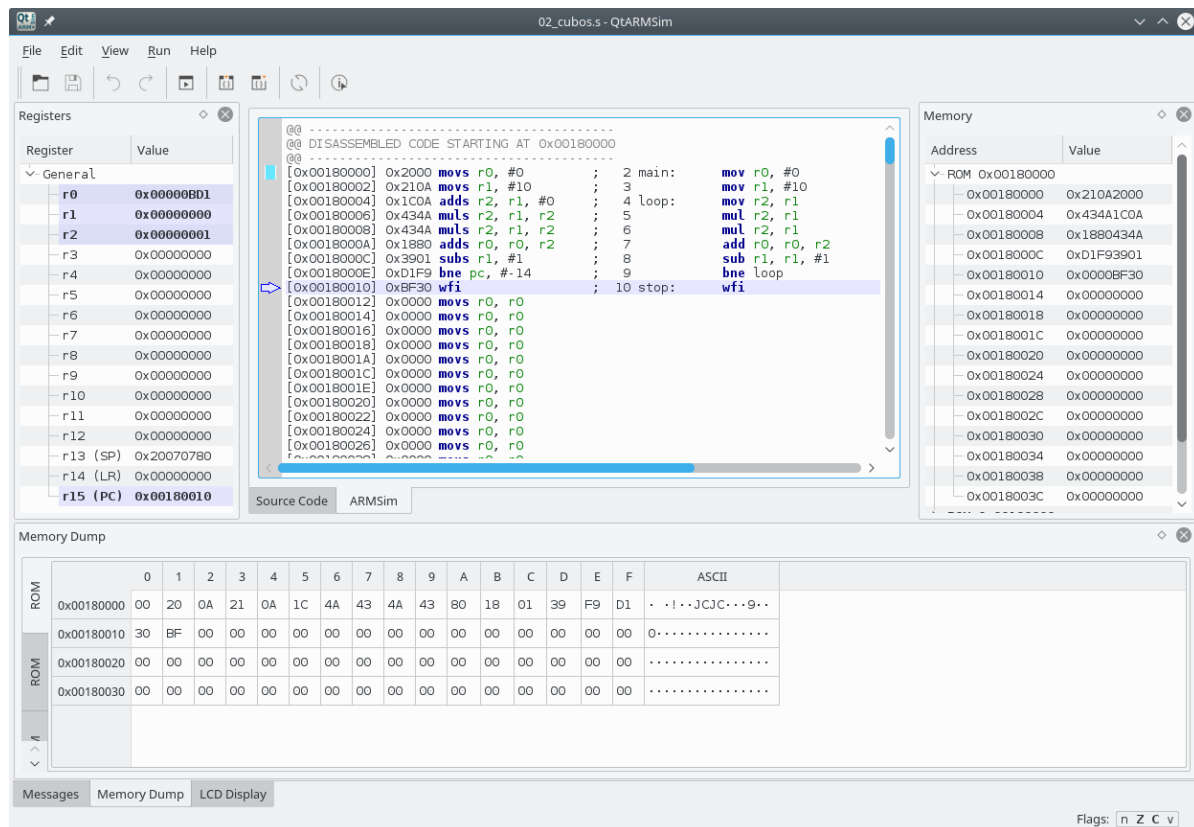 Qt
02_cubos.s - QtARMSim
File Edit View Run Help
Registers
Register Value
General
r0 0x00000BD1
r1 0x00000000
r2 0x00000001
r3 0x00000000
r4 0x00000000
r5 0x00000000
r6 0x00000000
r7 0x00000000
r8 0x00000000
r9 0x00000000
r10 0x00000000
r11 0x00000000
r12 0x00000000
r13 (SP) 0x20070780
r14 (LR) 0x00000000
r15 (PC) 0x00180010
@@ --------------------------------------
@@ DISASSEMBLED CODE STARTING AT 0x00180000
@@ --------------------------------------
[0x00180000] 0x2000 movs r0, #0 ; 2 main: mov r0, #0
[0x00180002] 0x210A movs r1, #10 ; 3 mov r1, #10
[0x00180004] 0x1C0A adds r2, r1, #0 ; 4 loop: mov r2, r1
[0x00180006] 0x434A muls r2, r1, r2 ; 5 mul r2, r1
[0x00180008] 0x434A muls r2, r1, r2 ; 6 mul r2, r1
[0x0018000A] 0x1880 adds r0, r0, r2 ; 7 add r0, r0, r2
[0x0018000C] 0x3901 subs r1, #1 ; 8 sub r1, r1, #1
[0x0018000E] 0xD1F9 bne pc, #-14 ; 9 bne loop
[0x00180010] 0xBF30 wfi ; 10 stop: wfi
[0x00180012] 0x0000 movs r0, r0
[0x00180014] 0x0000 movs r0, r0
[0x00180016] 0x0000 movs r0, r0
[0x00180018] 0x0000 movs r0, r0
[0x0018001A] 0x0000 movs r0, r0
[0x0018001C] 0x0000 movs r0, r0
[0x0018001E] 0x0000 movs r0, r0
[0x00180020] 0x0000 movs r0, r0
[0x00180022] 0x0000 movs r0, r0
[0x00180024] 0x0000 movs r0, r0
[0x00180026] 0x0000 movs r0, r0
Source Code ARMSim
Memory
Address Value
ROM 0x00180000
0x00180000 0x210A2000
0x00180004 0x434A1C0A
0x00180008 0x1880434A
0x0018000C 0xD1F93901
0x00180010 0x0000BF30
0x00180014 0x00000000
0x00180018 0x00000000
0x0018001C 0x00000000
0x00180020 0x00000000
0x00180024 0x00000000
0x00180028 0x00000000
0x0018002C 0x00000000
0x00180030 0x00000000
0x00180034 0x00000000
0x00180038 0x00000000
0x0018003C 0x00000000
Memory Dump
ROM
ROM
0 1 2 3 4 5 6 7 8 9 A B C D E F ASCII
0x00180000 00 20 0A 21 0A 1C 4A 43 4A 43 80 18 01 39 F9 D1 · ·!··JCJC···9··
0x00180010 30 BF 00 00 00 00 00 00 00 00 00 00 00 00 00 00 0···············
0x00180020 00 00 00 00 00 00 00 00 00 00 00 00 00 00 00 00 ················
0x00180030 00 00 00 00 00 00 00 00 00 00 00 00 00 00 00 00 ················
Messages Memory Dump LCD Display
Flags: n Z C v